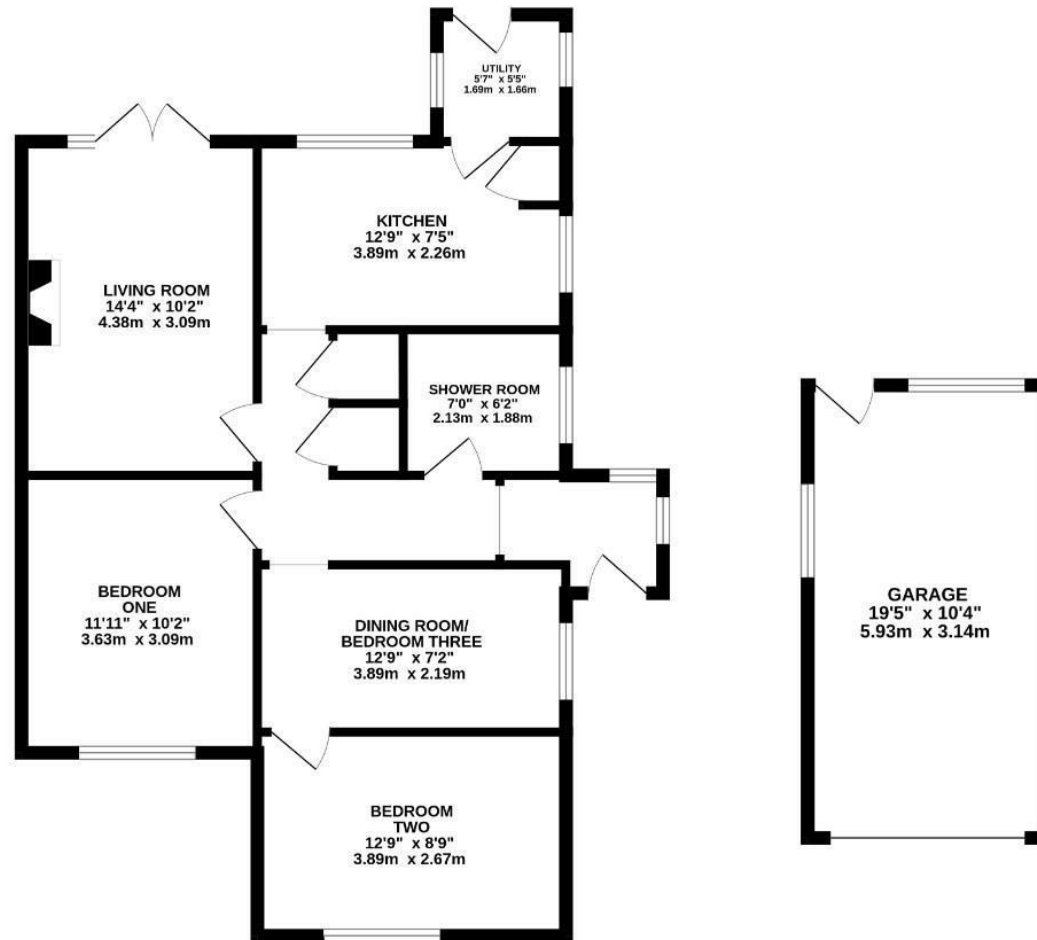 UTILITY
5'7" x 5'5"
1.69m x 1.66m
KITCHEN
12'9" x 7'5"
3.89m x 2.26m
LIVING ROOM
14'4" x 10'2"
4.38m x 3.09m
SHOWER ROOM
7'0" x 6'2"
2.13m x 1.88m
BEDROOM
ONE
11'11" x 10'2"
3.63m x 3.09m
DINING ROOM/
BEDROOM THREE
12'9" x 7'2"
3.89m x 2.19m
BEDROOM
TWO
12'9" x 8'9"
3.89m x 2.67m
GARAGE
19'5" x 10'4"
5.93m x 3.14m